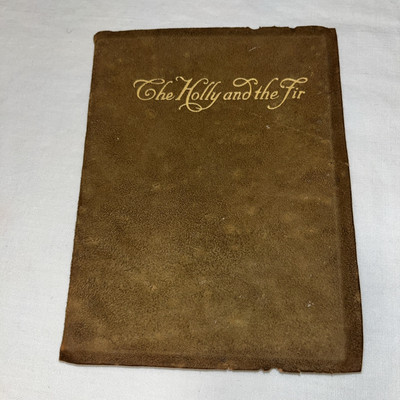 The Holly and the Fir